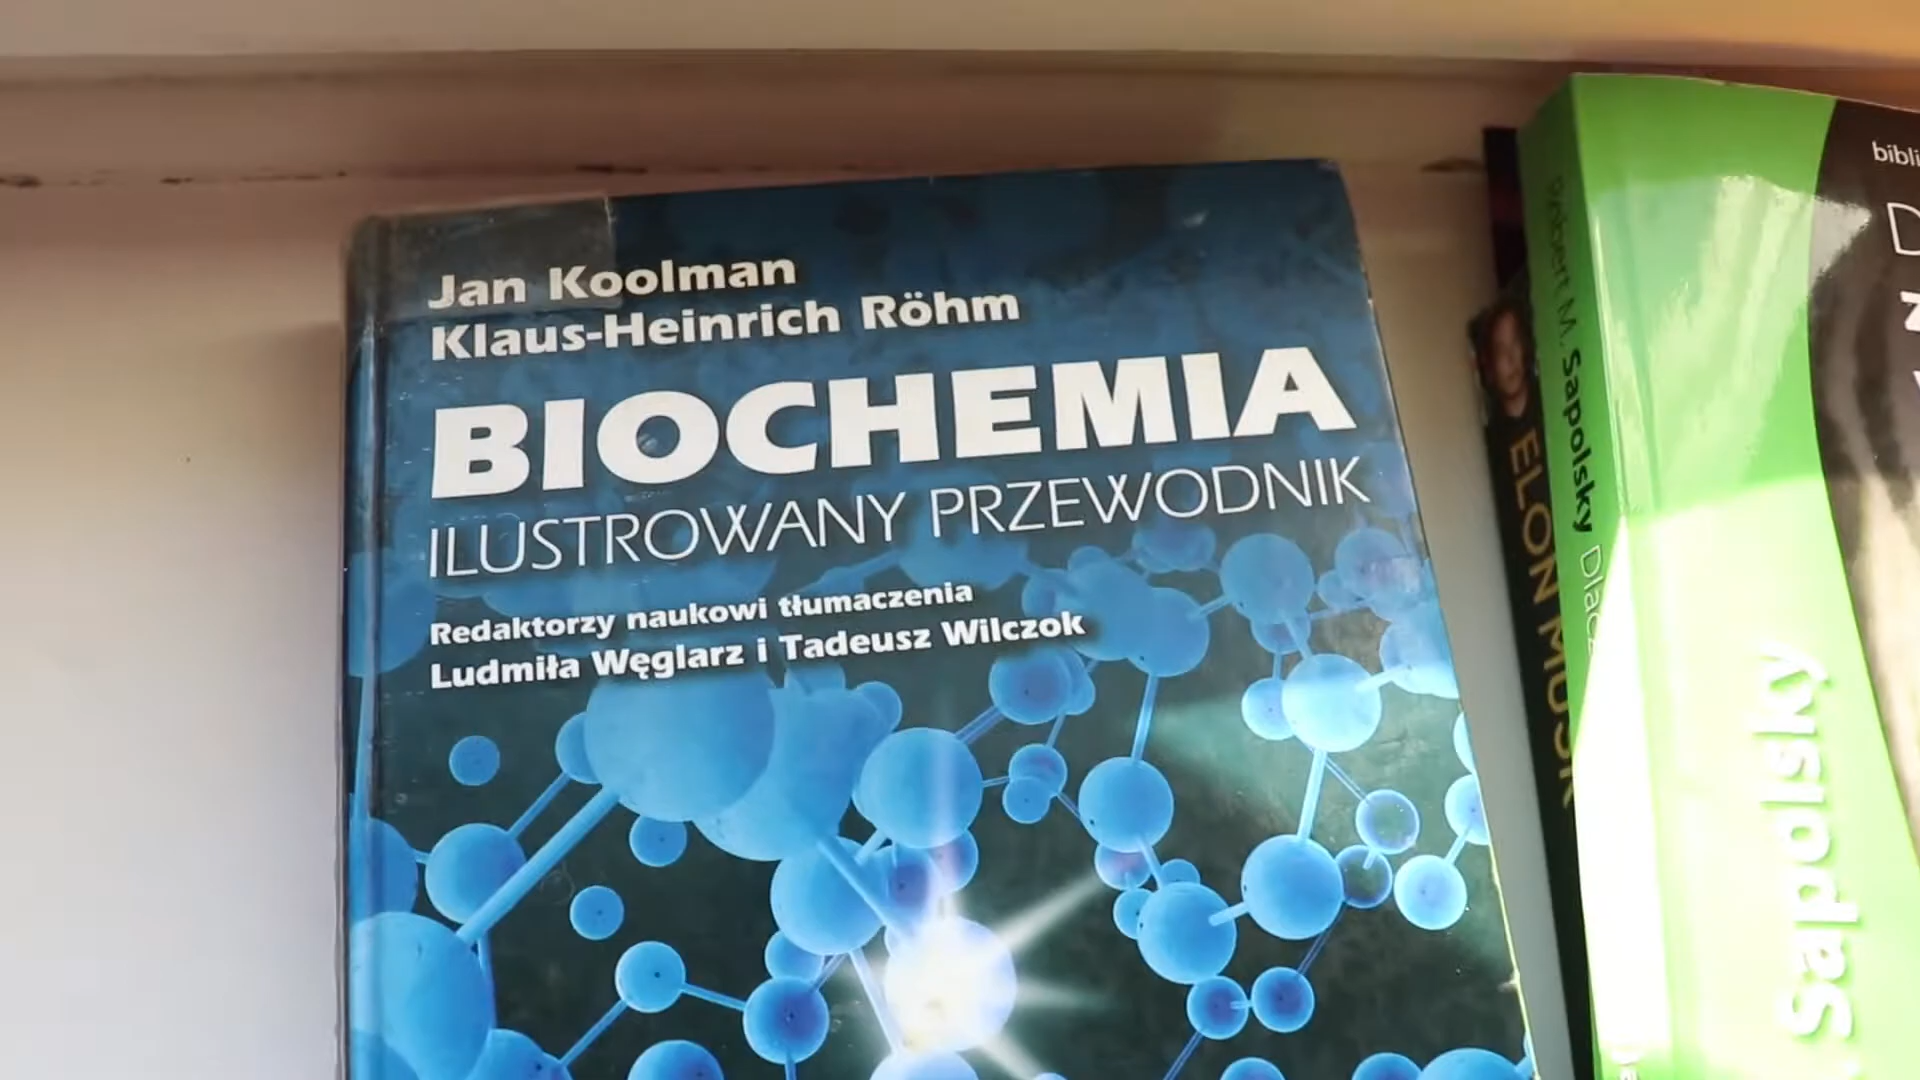 Jan Koolman
Klaus-Heinrich Röhm
BIOCHEMIA
ILUSTROWANY PRZEWODNIK
Redaktorzy naukowi tłumaczenia
Ludmiła Węglarz i Tadeusz Wilczok
ELON MUSK
Robert M. Sapolsky
Sapolsky